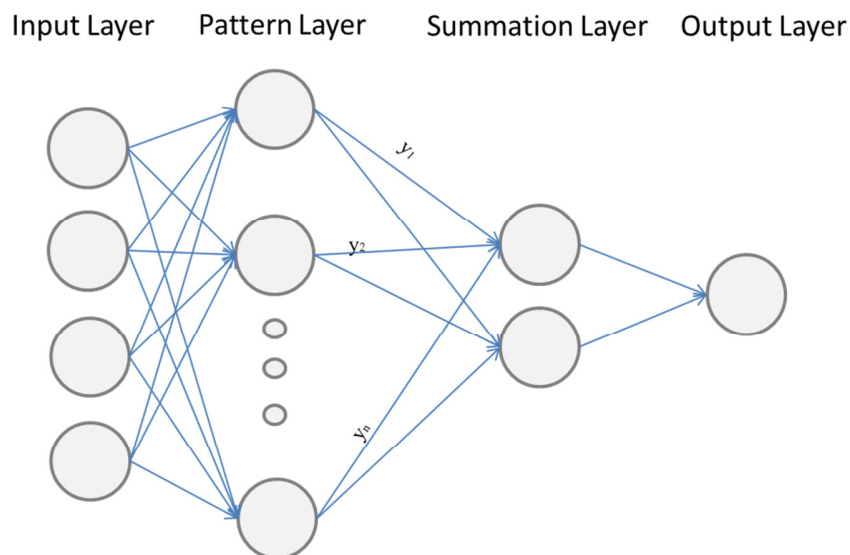 Input Layer Pattern Layer Summation Layer Output Layer
y1
y2
yn